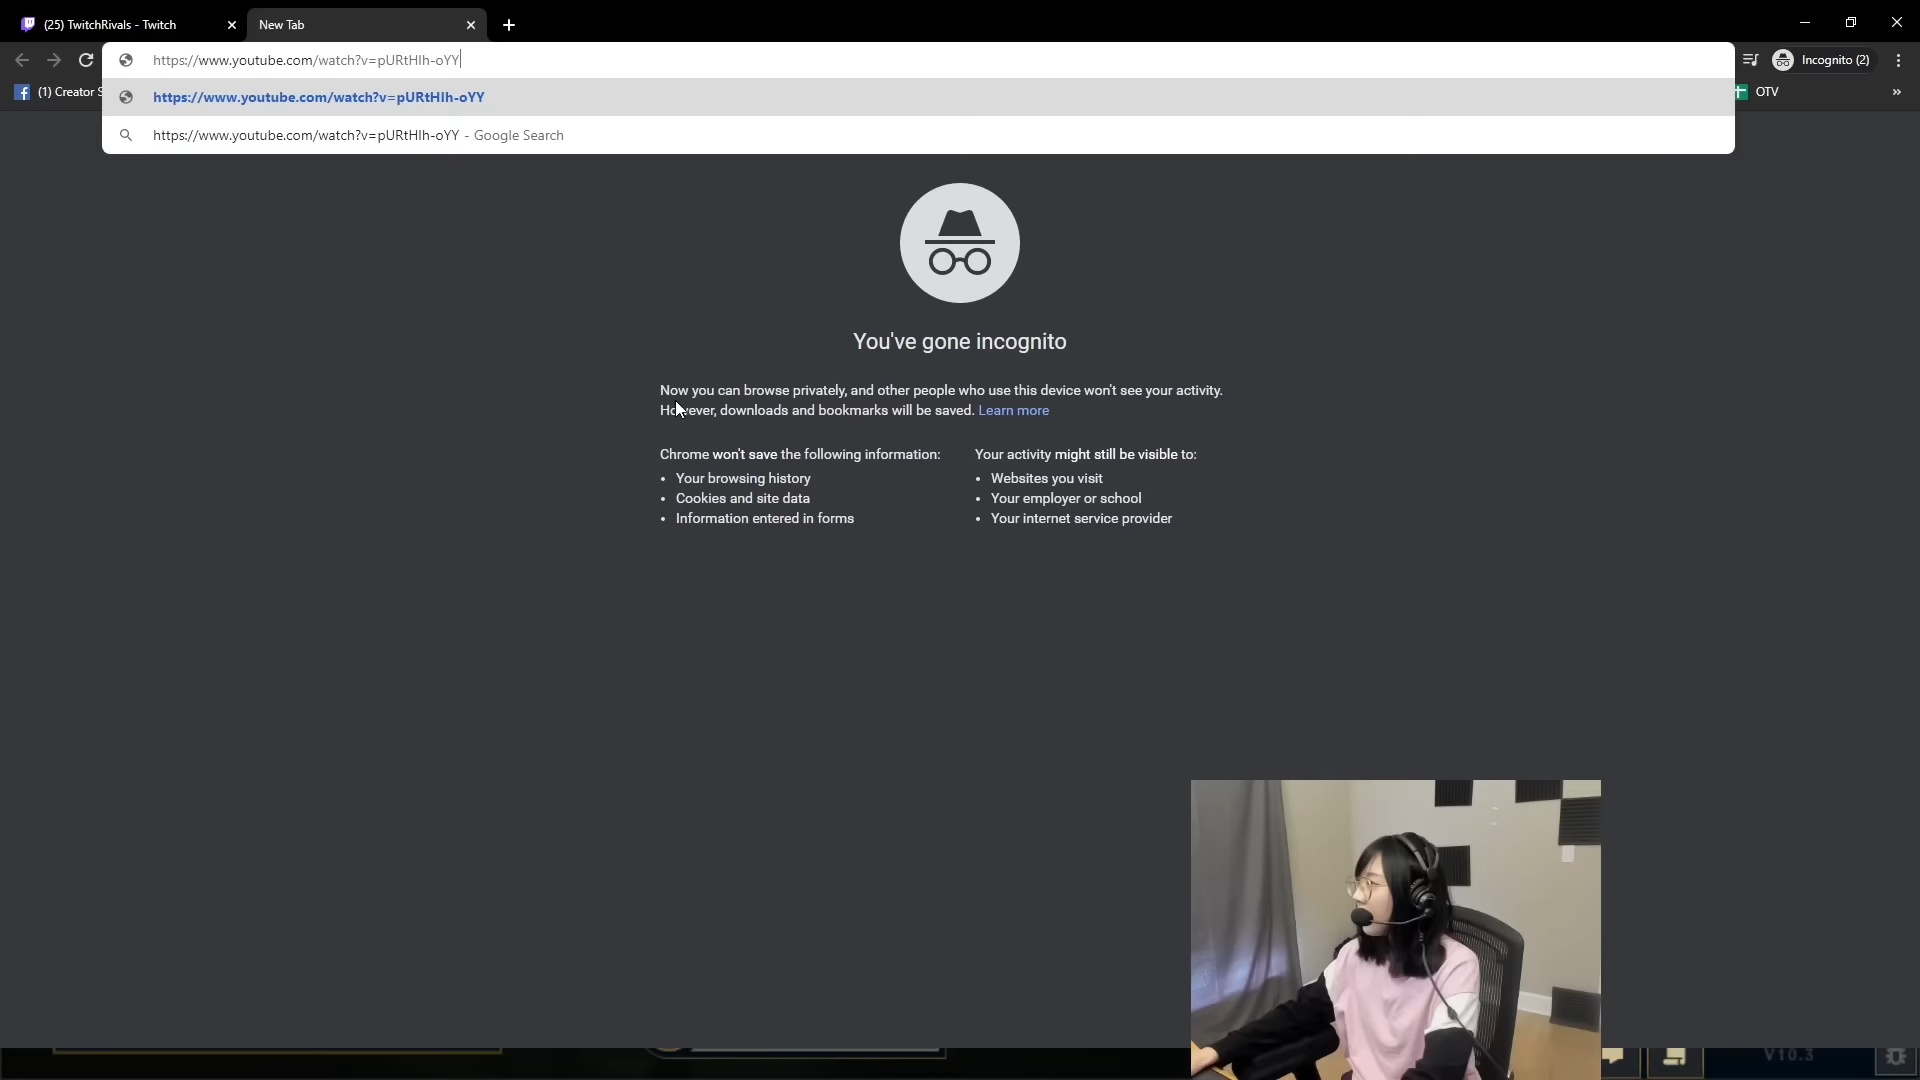 (25) TwitchRivals - Twitch
New Tab
https://www.youtube.com/watch?v=pURtHIh-oYY
Incognito (2)
(1) Creator S
OTV
»
https://www.youtube.com/watch?v=pURtHIh-oYY
https://www.youtube.com/watch?v=pURtHIh-oYY - Google Search
You've gone incognito
Now you can browse privately, and other people who use this device won't see your activity.
However, downloads and bookmarks will be saved. Learn more
Chrome won't save the following information:
• Your browsing history
• Cookies and site data
• Information entered in forms
Your activity might still be visible to:
• Websites you visit
• Your employer or school
• Your internet service provider
V10.3